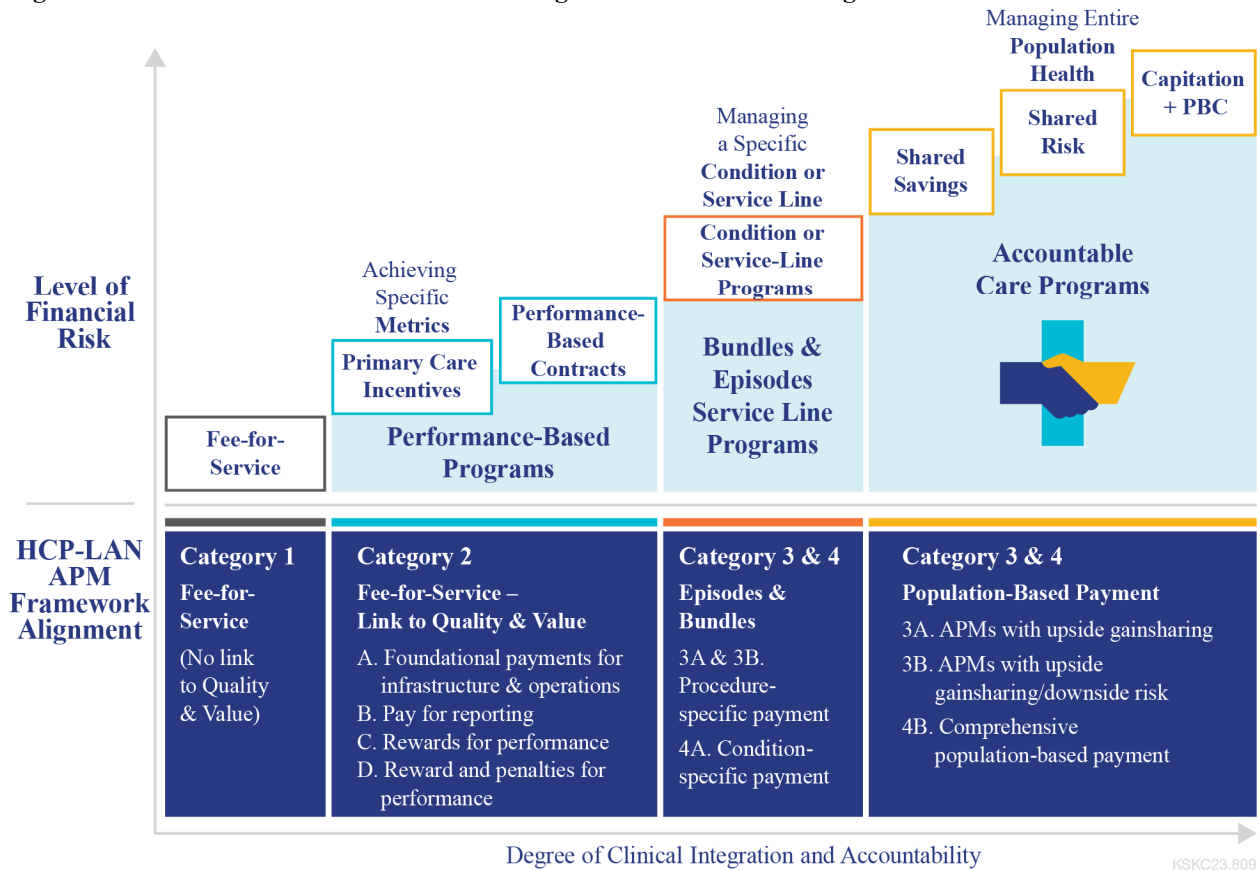 Managing Entire
Population
Health
Capitation
+ PBC
Shared
Risk
Shared
Savings
Managing
a Specific
Condition or
Service Line
Condition or
Service-Line
Programs
Achieving
Specific
Metrics
Performance-
Based
Contracts
Primary Care
Incentives
Fee-for-
Service
Level of
Financial
Risk
Performance-Based
Programs
Bundles &
Episodes
Service Line
Programs
Accountable
Care Programs
HCP-LAN
APM
Framework
Alignment
Category 1
Fee-for-
Service
(No link
to Quality
& Value)
Category 2
Fee-for-Service –
Link to Quality & Value
A. Foundational payments for
infrastructure & operations
B. Pay for reporting
C. Rewards for performance
D. Reward and penalties for
performance
Category 3 & 4
Episodes &
Bundles
3A & 3B.
Procedure-
specific payment
4A. Condition-
specific payment
Category 3 & 4
Population-Based Payment
3A. APMs with upside gainsharing
3B. APMs with upside
gainsharing/downside risk
4B. Comprehensive
population-based payment
Degree of Clinical Integration and Accountability
KSKC23.809